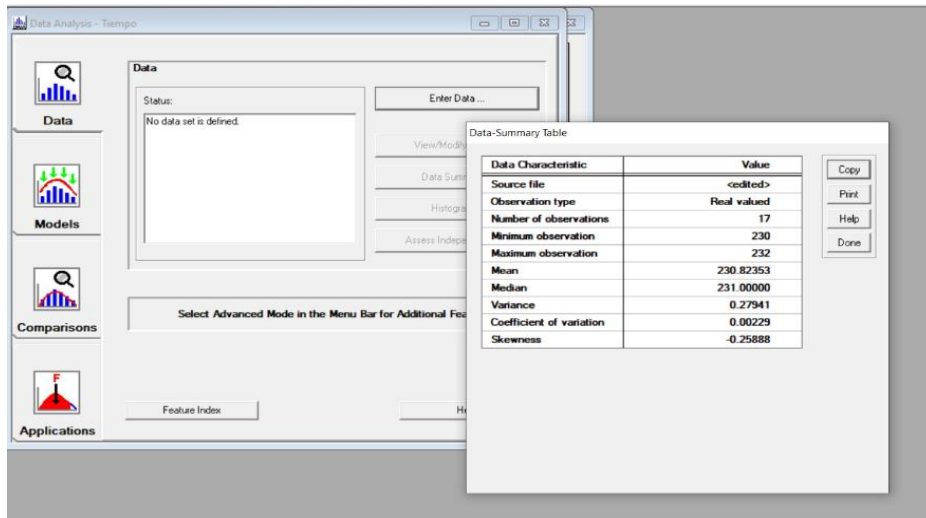 Data Analysis - Tiempo
Data
Models
Comparisons
Applications
Data
Status:
No data set is defined.
Enter Data ...
View/Modify
Data Summ
Histogra
Assess Indepe
Select Advanced Mode in the Menu Bar for Additional Fea
Feature Index
He
Data-Summary Table
Data Characteristic Value
Source file <edited>
Observation type Real valued
Number of observations 17
Minimum observation 230
Maximum observation 232
Mean 230.82353
Median 231.00000
Variance 0.27941
Coefficient of variation 0.00229
Skewness -0.25888
Copy
Print
Help
Done
F